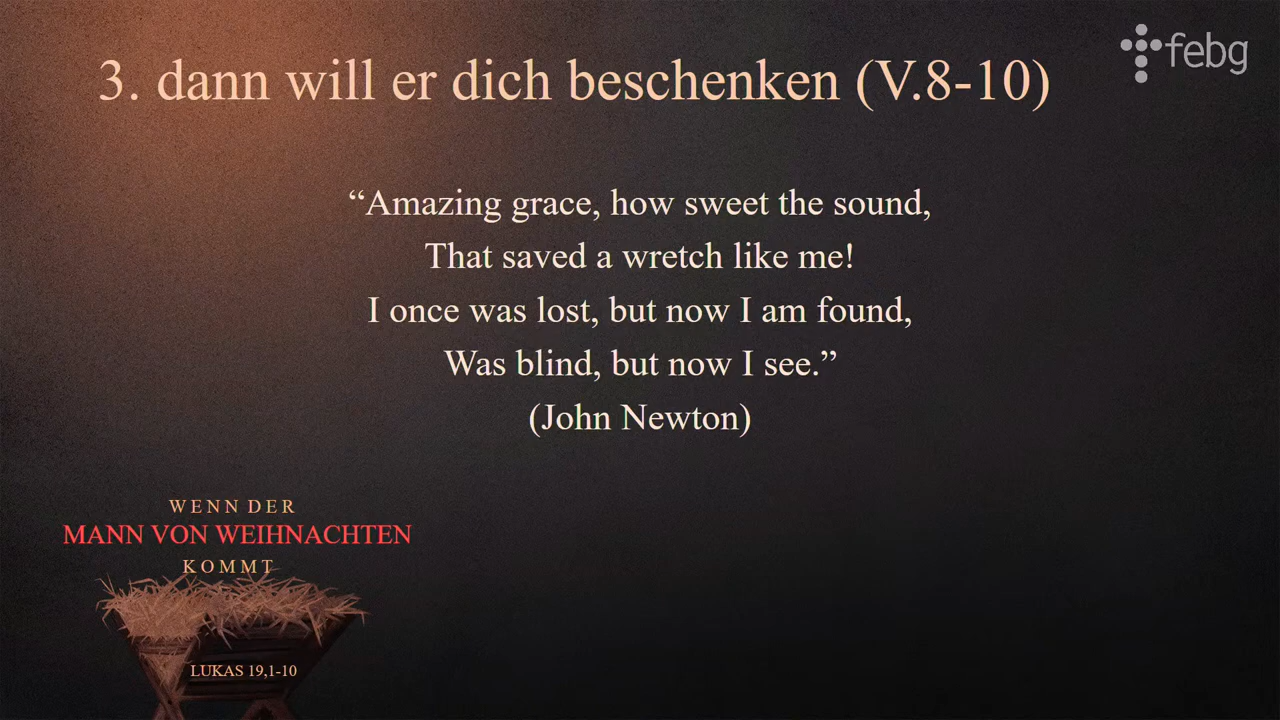 febg
3. dann will er dich beschenken (V.8-10)
“Amazing grace, how sweet the sound,
That saved a wretch like me!
I once was lost, but now I am found,
Was blind, but now I see.”
(John Newton)
WENN DER
MANN VON WEIHNACHTEN
KOMMT
LUKAS 19,1-10